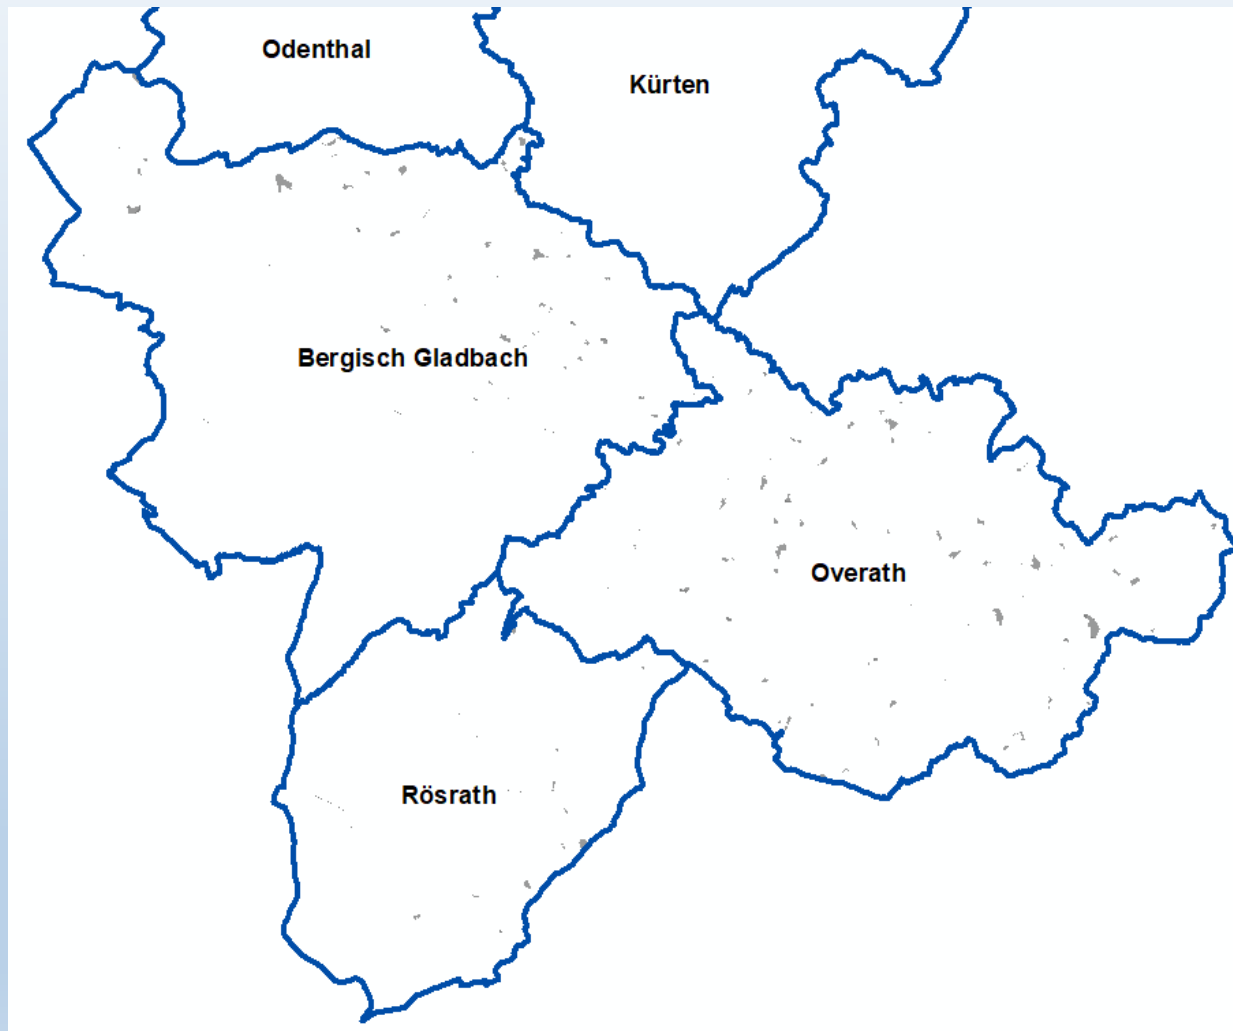 Odenthal
Kürten
Bergisch Gladbach
Overath
Rösrath